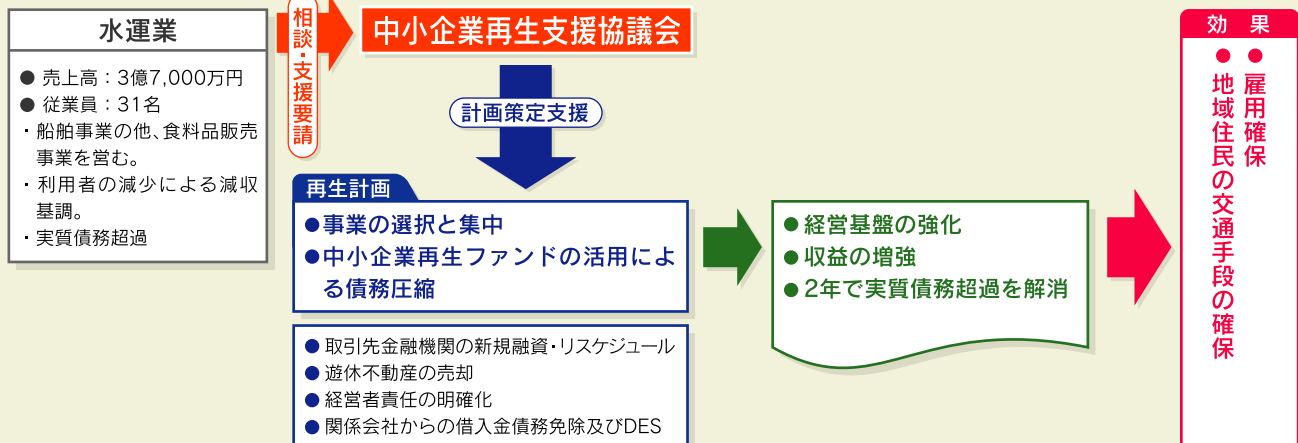 水運業
● 売上高：3億7,000万円
● 従業員：31名
・船舶事業の他、食料品販売
事業を営む。
・利用者の減少による減収
基調。
・実質債務超過
相談・支援要請
中小企業再生支援協議会
計画策定支援
再生計画
●事業の選択と集中
●中小企業再生ファンドの活用によ
る債務圧縮
● 取引先金融機関の新規融資・リスケジュール
● 遊休不動産の売却
● 経営者責任の明確化
● 関係会社からの借入金債務免除及びDES
● 経営基盤の強化
● 収益の増強
● 2年で実質債務超過を解消
効 果
● 雇用確保
● 地域住民の交通手段の確保